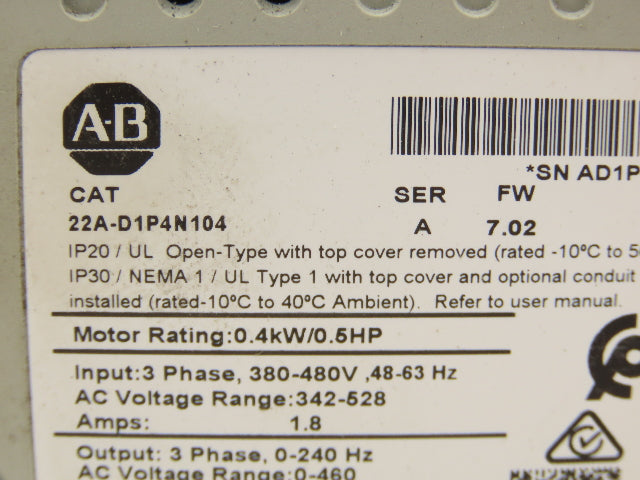 A-B
*SN AD1P
CAT SER FW
22A-D1P4N104 A 7.02
IP20 / UL Open-Type with top cover removed (rated -10ºC to 5
IP30 / NEMA 1 / UL Type 1 with top cover and optional conduit
installed (rated-10ºC to 40ºC Ambient). Refer to user manual.
Motor Rating:0.4kW/0.5HP
Input:3 Phase, 380-480V ,48-63 Hz
AC Voltage Range:342-528
Amps: 1.8
Output: 3 Phase, 0-240 Hz
AC Voltage Range:0-460